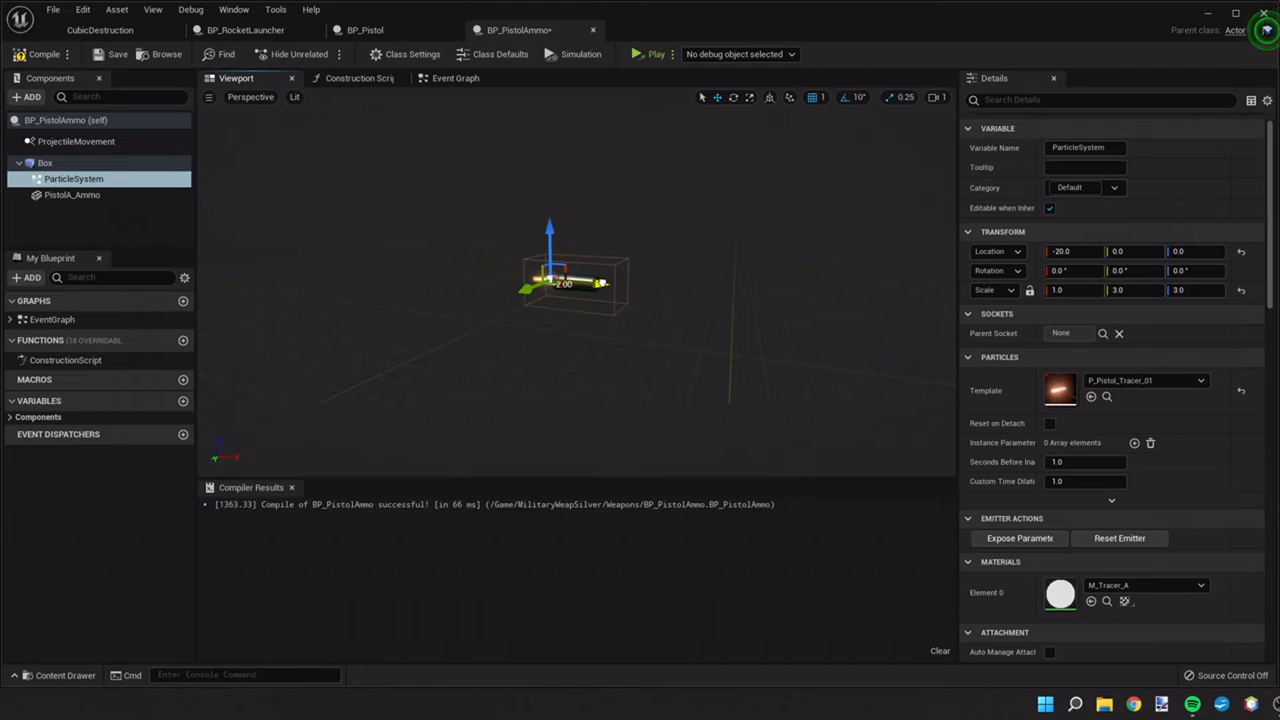 File Edit Asset View Debug Window Tools Help
CubicDestruction BP_RocketLauncher BP_Pistol BP_PistolAmmo•
Parent class: Actor
Compile Save Browse Find Hide Unrelated Class Settings Class Defaults Simulation Play No debug object selected
Components
ADD Search
BP_PistolAmmo (self)
ProjectileMovement
Box
ParticleSystem
PistolA_Ammo
My Blueprint
ADD Search
GRAPHS
EventGraph
FUNCTIONS (18 OVERRIDABL
ConstructionScript
MACROS
VARIABLES
Components
EVENT DISPATCHERS
Viewport Construction Scrip Event Graph
Perspective Lit
1 10° 0.25 1
-2.00
Compiler Results
[1363.33] Compile of BP_PistolAmmo successful! [in 66 ms] (/Game/MilitaryWeapSilver/Weapons/BP_PistolAmmo.BP_PistolAmmo)
Clear
Details
Search Details
VARIABLE
Variable Name ParticleSystem
Tooltip
Category Default
Editable when Inher
TRANSFORM
Location -20.0 0.0 0.0
Rotation 0.0 ° 0.0 ° 0.0 °
Scale 1.0 3.0 3.0
SOCKETS
Parent Socket None
PARTICLES
Template P_Pistol_Tracer_01
Reset on Detach
Instance Parameter 0 Array elements
Seconds Before Ina 1.0
Custom Time Dilati 1.0
EMITTER ACTIONS
Expose Paramete Reset Emitter
MATERIALS
Element 0 M_Tracer_A
ATTACHMENT
Auto Manage Attacl
Content Drawer Cmd Enter Console Command Source Control Off